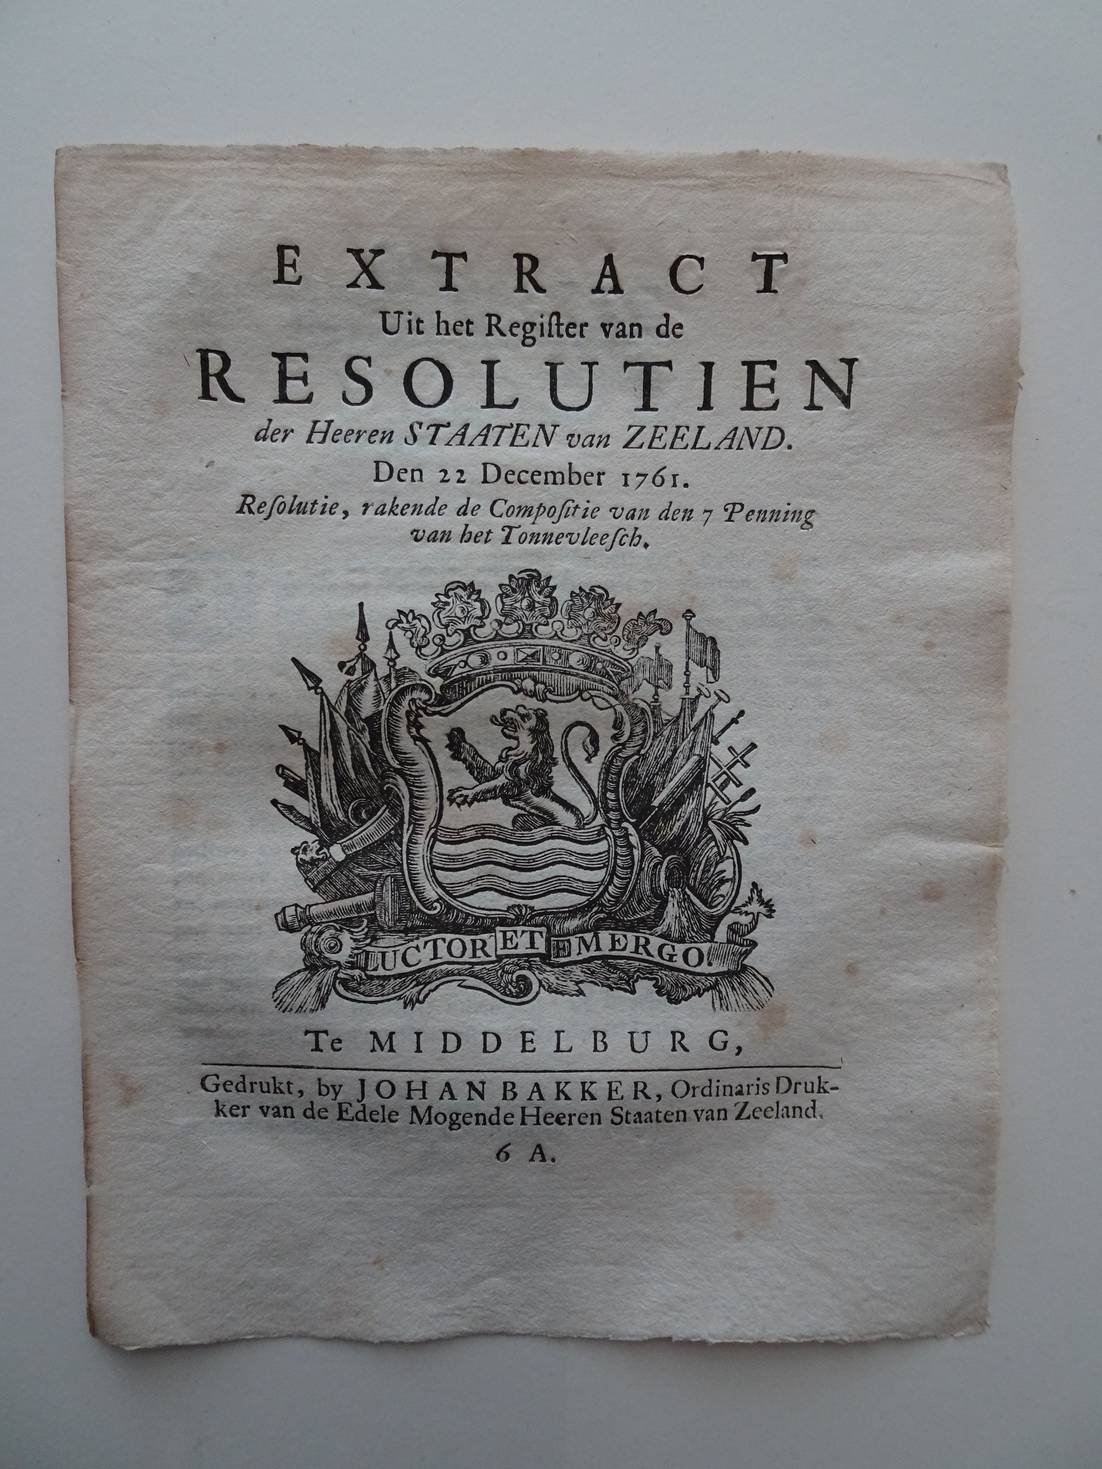 EXTRACT
Uit het Regiſter van de
RESOLUTIEN
der Heeren STAATEN van ZEELAND.
Den 22 December 1761.
Reſolutie, rakende de Compoſitie van den 7 Penning
van het Tonnevleeſch.
LUCTOR ET EMERGO.
Te MIDDELBURG,
Gedrukt, by JOHAN BAKKER, Ordinaris Druk-
ker van de Edele Mogende Heeren Staaten van Zeeland.
6 A.